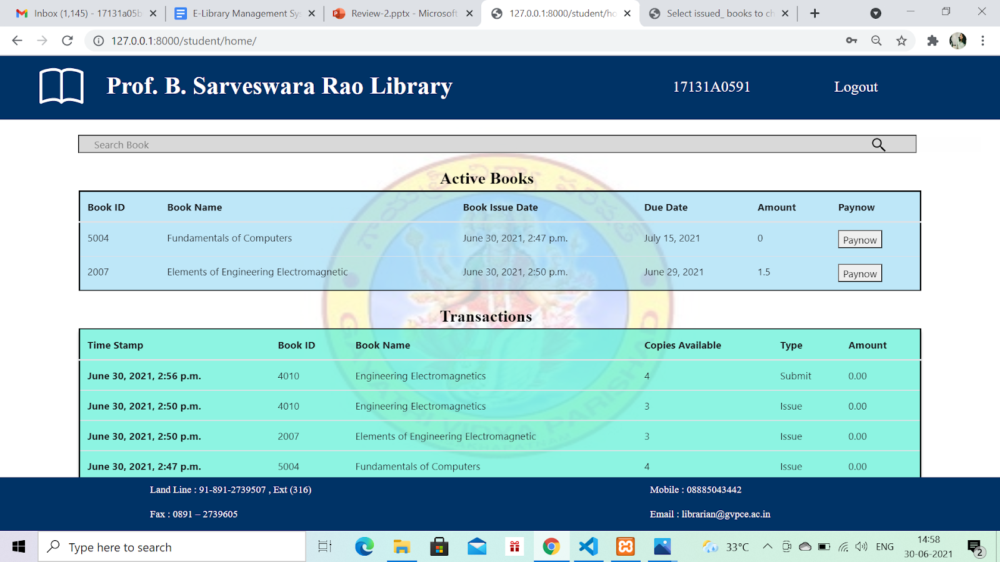 Inbox (1,145) - 17131a05b
E-Library Management Sys
Review-2.pptx - Microsoft
127.0.0.1:8000/student/ho
Select issued_ books to ch
127.0.0.1:8000/student/home/
Prof. B. Sarveswara Rao Library
17131A0591
Logout
Search Book
Active Books
Book ID Book Name Book Issue Date Due Date Amount Paynow
5004 Fundamentals of Computers June 30, 2021, 2:47 p.m. July 15, 2021 0 Paynow
2007 Elements of Engineering Electromagnetic June 30, 2021, 2:50 p.m. June 29, 2021 1.5 Paynow
Transactions
Time Stamp Book ID Book Name Copies Available Type Amount
June 30, 2021, 2:56 p.m. 4010 Engineering Electromagnetics 4 Submit 0.00
June 30, 2021, 2:50 p.m. 4010 Engineering Electromagnetics 3 Issue 0.00
June 30, 2021, 2:50 p.m. 2007 Elements of Engineering Electromagnetic 3 Issue 0.00
June 30, 2021, 2:47 p.m. 5004 Fundamentals of Computers 4 Issue 0.00
Land Line : 91-891-2739507 , Ext (316) Mobile : 08885043442
Fax : 0891 – 2739605 Email : librarian@gvpce.ac.in
Type here to search
33°C
ENG
14:58
30-06-2021
2